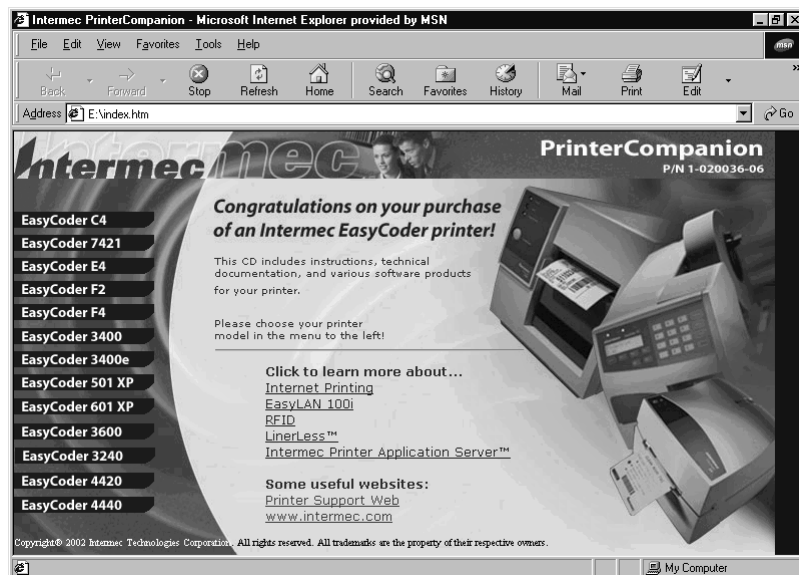 Intermec PrinterCompanion - Microsoft Internet Explorer provided by MSN
File Edit View Favorites Tools Help
msn
Back Forward Stop Refresh Home Search Favorites History Mail Print Edit
Address E:\index.htm Go
Intermec
Intermec
PrinterCompanion
P/N 1-020036-06
EasyCoder C4
EasyCoder 7421
EasyCoder E4
EasyCoder F2
EasyCoder F4
EasyCoder 3400
EasyCoder 3400e
EasyCoder 501 XP
EasyCoder 601 XP
EasyCoder 3600
EasyCoder 3240
EasyCoder 4420
EasyCoder 4440
Congratulations on your purchase
of an Intermec EasyCoder printer!
This CD includes instructions, technical
documentation, and various software products
for your printer.
Please choose your printer
model in the menu to the left!
Click to learn more about...
Internet Printing
EasyLAN 100i
RFID
LinerLess™
Intermec Printer Application Server™
Some useful websites:
Printer Support Web
www.intermec.com
Copyright® 2002 Intermec Technologies Corporation. All rights reserved. All trademarks are the property of their respective owners.
My Computer